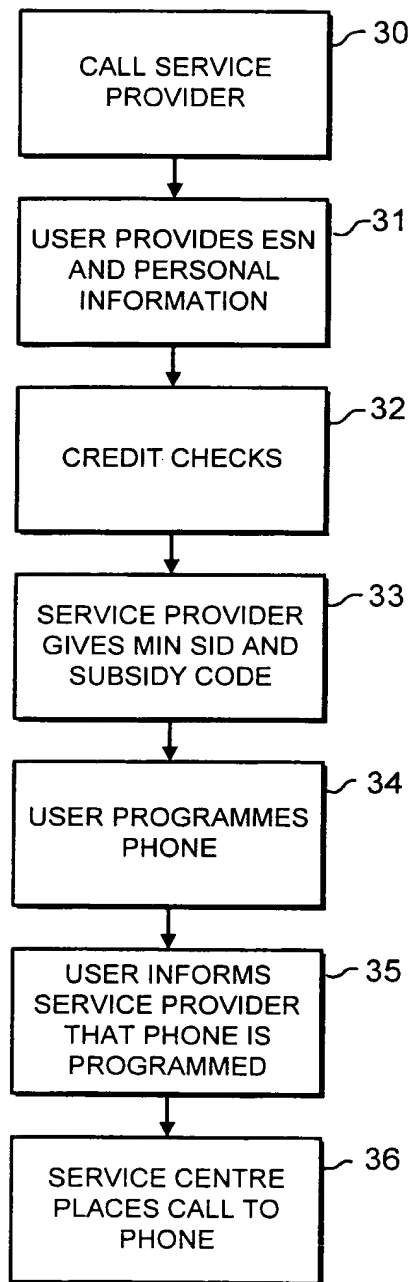 30
CALL SERVICE
PROVIDER
31
USER PROVIDES ESN
AND PERSONAL
INFORMATION
32
CREDIT CHECKS
33
SERVICE PROVIDER
GIVES MIN SID AND
SUBSIDY CODE
34
USER PROGRAMMES
PHONE
35
USER INFORMS
SERVICE PROVIDER
THAT PHONE IS
PROGRAMMED
36
SERVICE CENTRE
PLACES CALL TO
PHONE